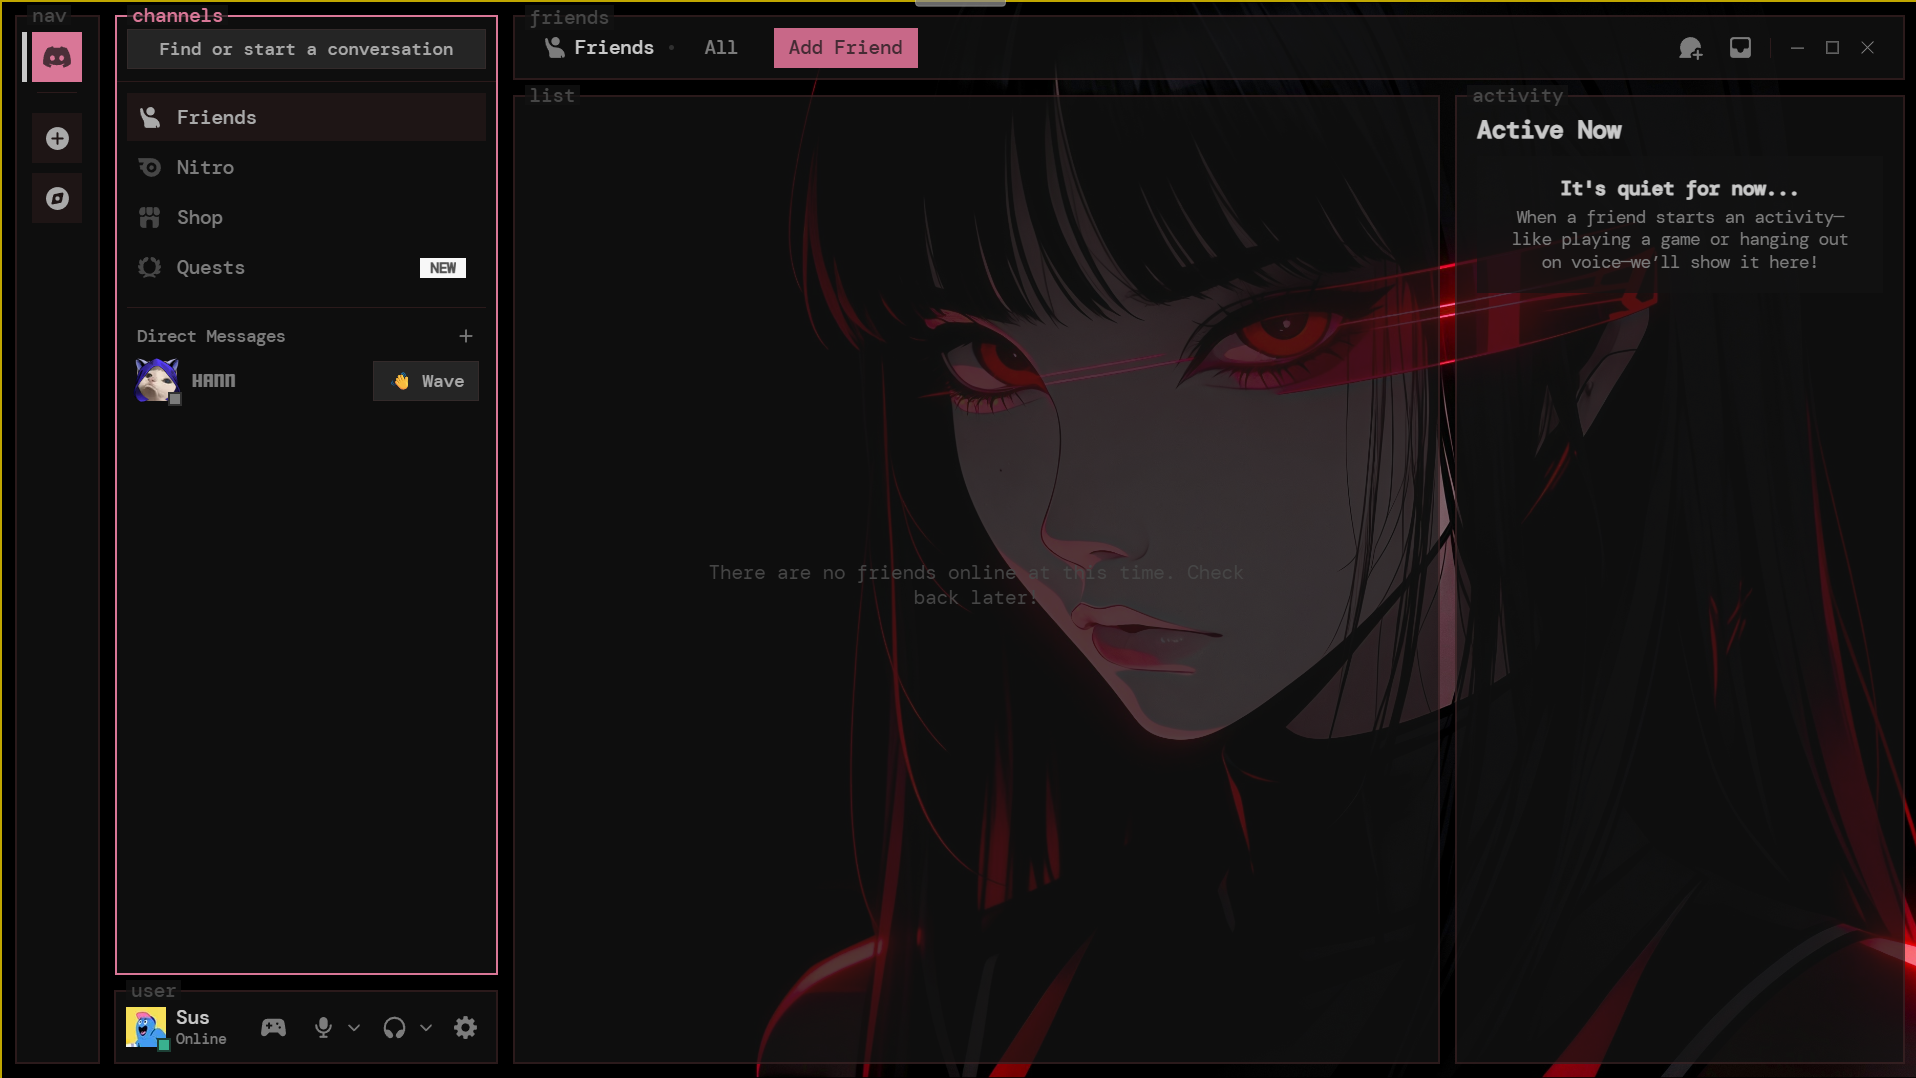 nav
channels
Find or start a conversation
Friends
Nitro
Shop
Quests
NEW
Direct Messages
HANN
Wave
user
Sus
Online
friends
Friends
All
Add Friend
list
There are no friends online at this time. Check
back later!
activity
Active Now
It's quiet for now...
When a friend starts an activity—
like playing a game or hanging out
on voice—we’ll show it here!